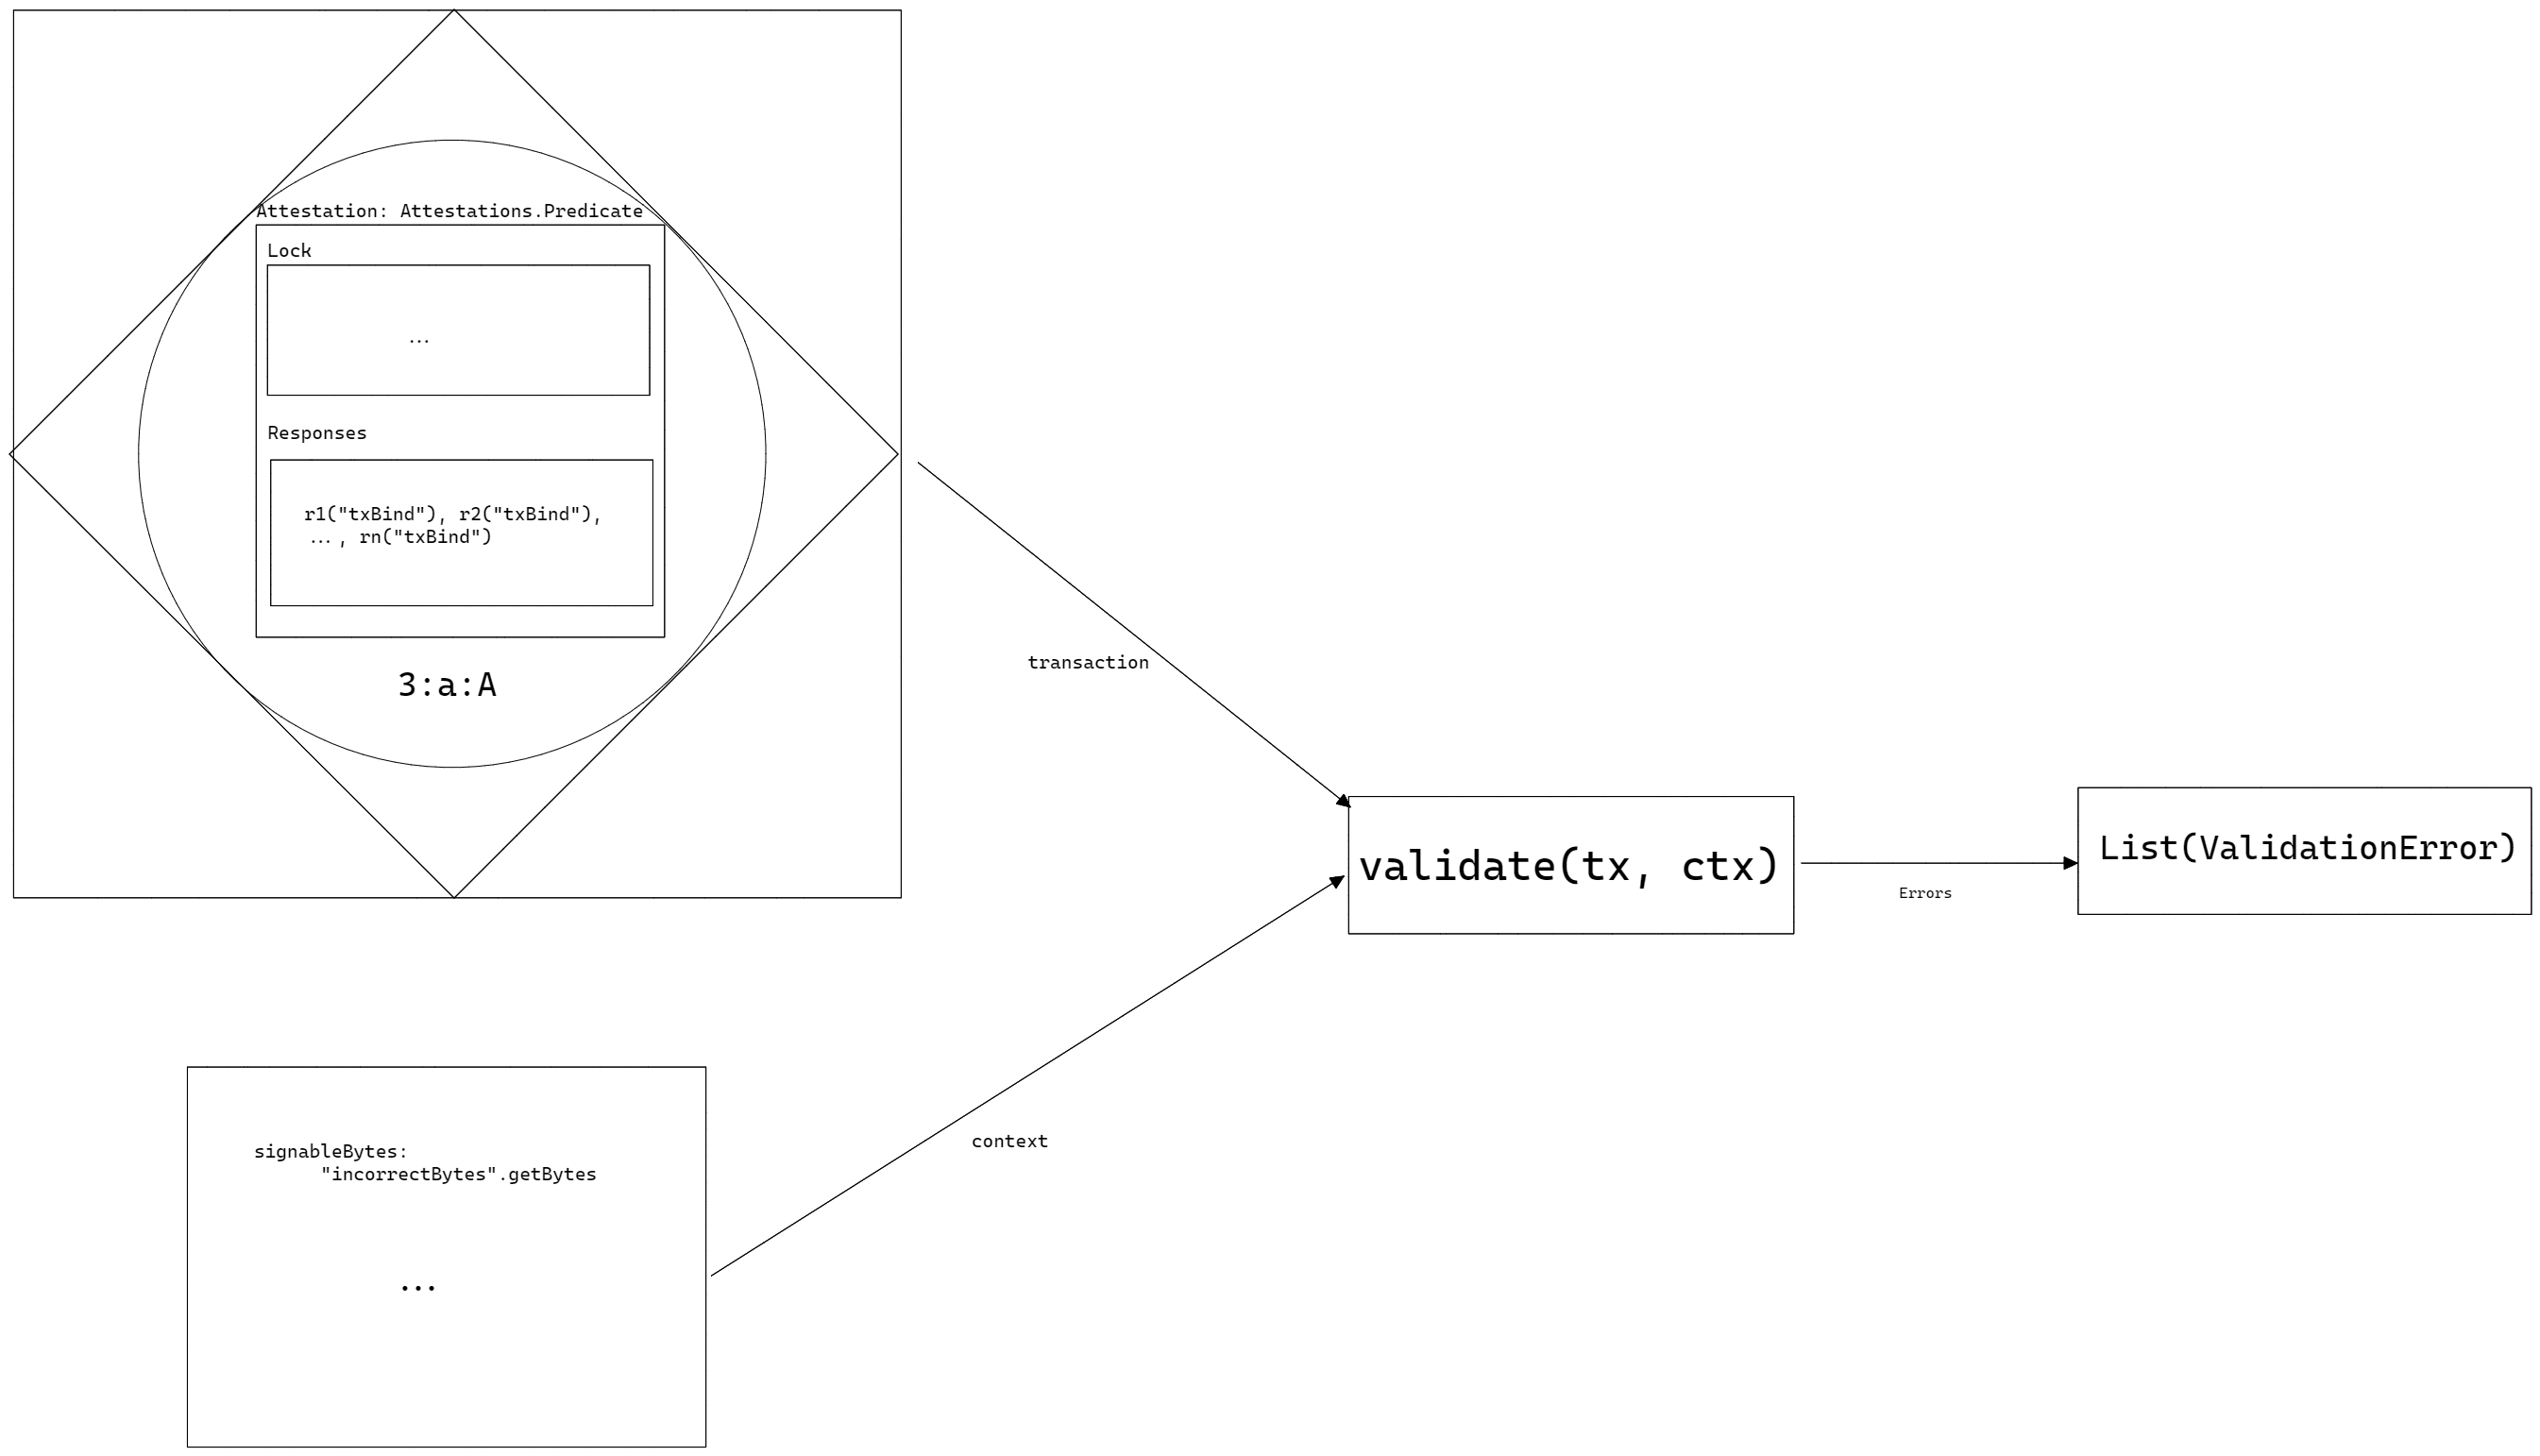 Attestation: Attestations.Predicate
Lock
...
Responses
r1("txBind"), r2("txBind"),
..., rn("txBind")
3:a:A
transaction
validate(tx, ctx)
Errors
List(ValidationError)
context
signableBytes:
"incorrectBytes".getBytes
...